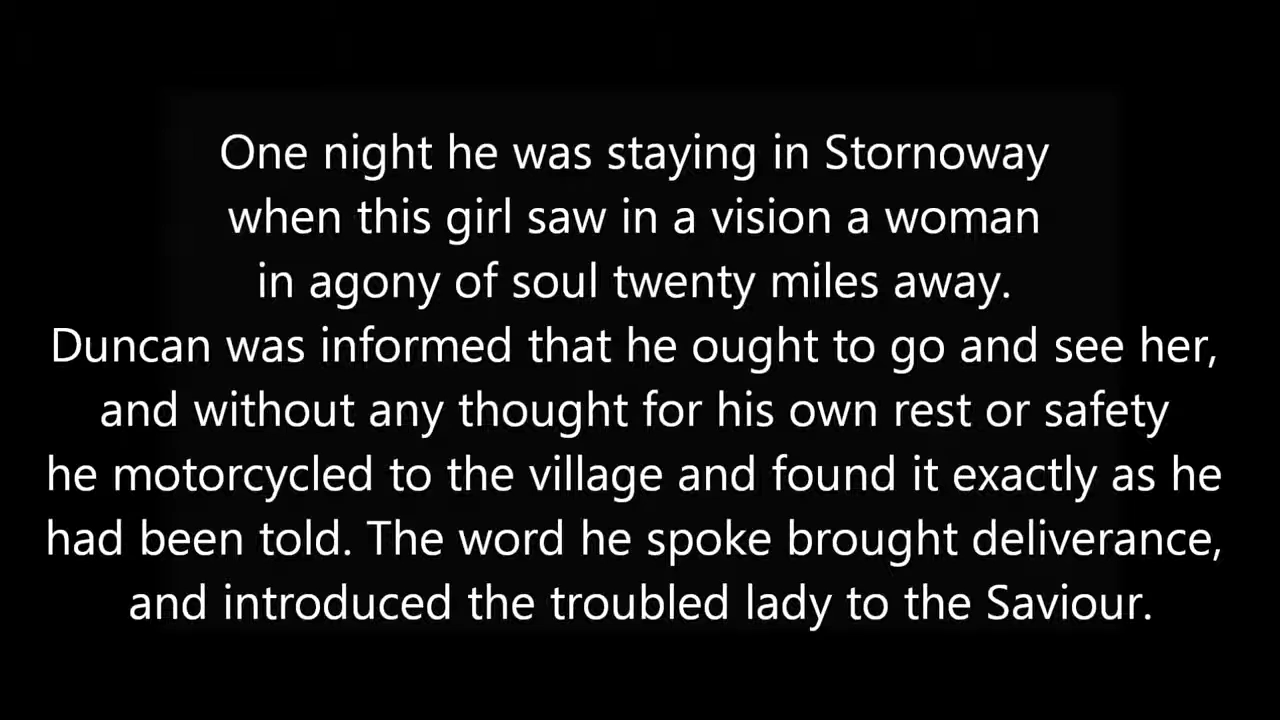 One night he was staying in Stornoway
when this girl saw in a vision a woman
in agony of soul twenty miles away.
Duncan was informed that he ought to go and see her,
and without any thought for his own rest or safety
he motorcycled to the village and found it exactly as he
had been told. The word he spoke brought deliverance,
and introduced the troubled lady to the Saviour.